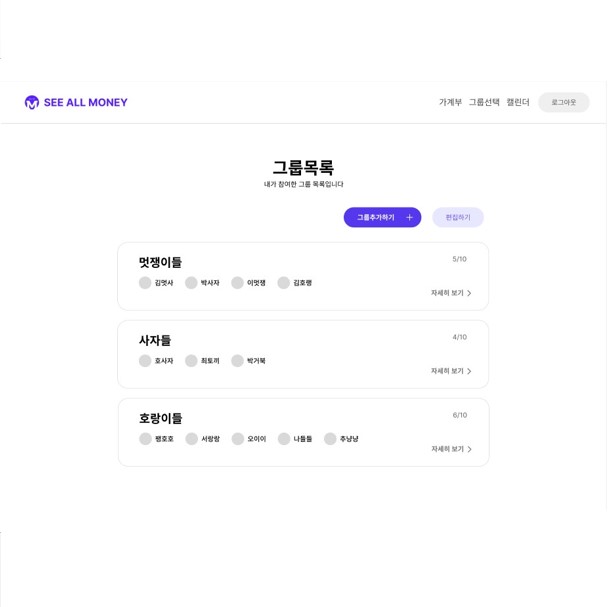 SEE ALL MONEY
가계부 그룹선택 캘린더 로그아웃
그룹목록
내가 참여한 그룹 목록입니다
그룹추가하기 + 편집하기
멋쟁이들 5/10
김멋사 박사자 이멋쟁 김호랭
자세히 보기 >
사자들 4/10
호사자 최토끼 박거북
자세히 보기 >
호랑이들 6/10
팽호호 서랑랑 오이이 나들들 추냥냥
자세히 보기 >